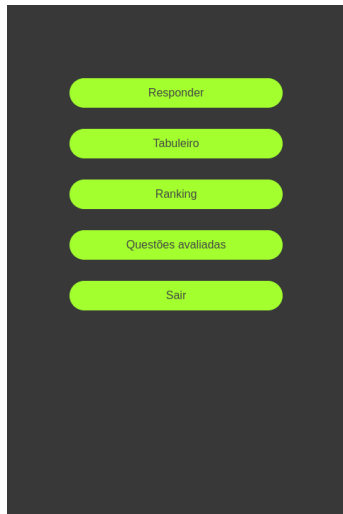 Responder
Tabuleiro
Ranking
Questões avaliadas
Sair